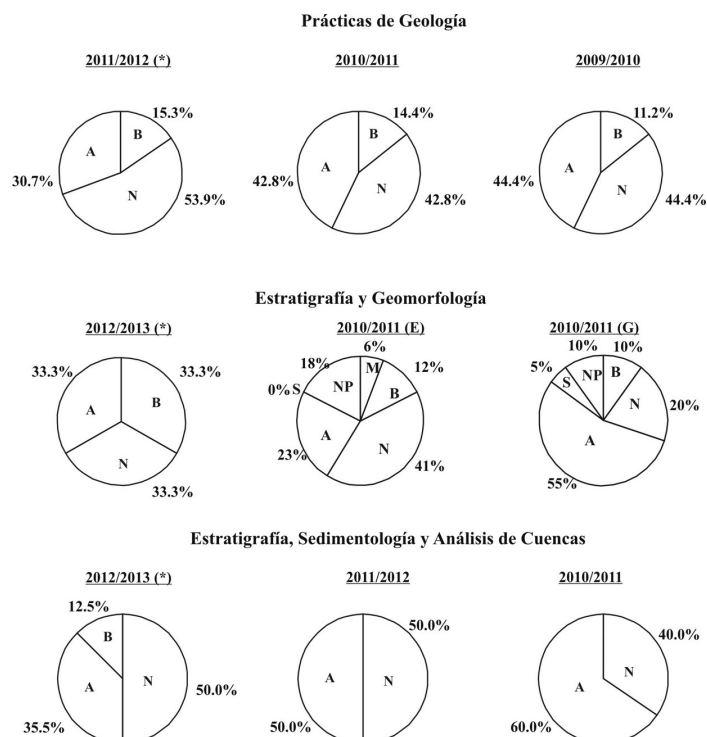 Prácticas de Geología
2011/2012 (*)
2010/2011
2009/2010
15.3%
B
A
N
30.7%
53.9%
14.4%
B
A
N
42.8%
42.8%
11.2%
B
A
N
44.4%
44.4%
Estratigrafía y Geomorfología
2012/2013 (*)
2010/2011 (E)
2010/2011 (G)
33.3%
33.3%
A
B
N
33.3%
6%
18%
12%
NP
M
0% S
B
A
N
23%
41%
10%
10%
5%
S
NP
B
N
20%
A
55%
Estratigrafía, Sedimentología y Análisis de Cuencas
2012/2013 (*)
2011/2012
2010/2011
12.5%
B
A
N
50.0%
35.5%
50.0%
A
N
50.0%
40.0%
N
A
60.0%